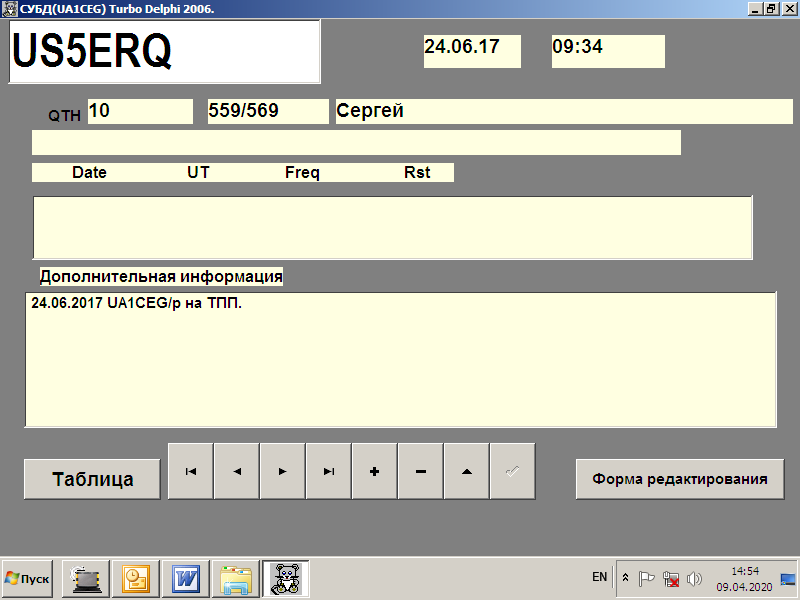 СУБД(UA1CEG) Turbo Delphi 2006.
US5ERQ
24.06.17 09:34
QTH 10 559/569 Сергей
Date UT Freq Rst
Дополнительная информация
24.06.2017 UA1CEG/p на ТПП.
Таблица Форма редактирования
Пуск EN 14:54
09.04.2020